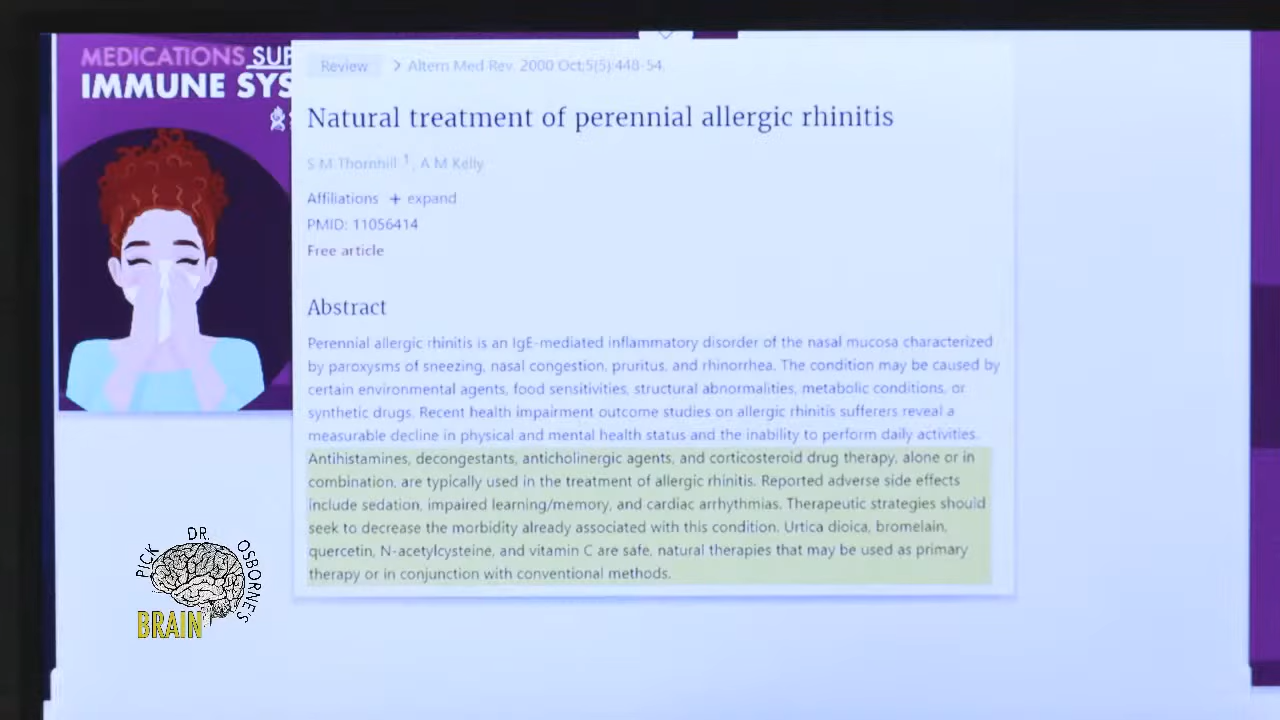 MEDICATIONS SUP
IMMUNE SYS
Review > Altern Med Rev. 2000 Oct;5(5):448-54.
Natural treatment of perennial allergic rhinitis
S M Thornhill 1, A M Kelly
Affiliations + expand
PMID: 11056414
Free article
Abstract
Perennial allergic rhinitis is an IgE-mediated inflammatory disorder of the nasal mucosa characterized
by paroxysms of sneezing, nasal congestion, pruritus, and rhinorrhea. The condition may be caused by
certain environmental agents, food sensitivities, structural abnormalities, metabolic conditions, or
synthetic drugs. Recent health impairment outcome studies on allergic rhinitis sufferers reveal a
measurable decline in physical and mental health status and the inability to perform daily activities.
Antihistamines, decongestants, anticholinergic agents, and corticosteroid drug therapy, alone or in
combination, are typically used in the treatment of allergic rhinitis. Reported adverse side effects
include sedation, impaired learning/memory, and cardiac arrhythmias. Therapeutic strategies should
seek to decrease the morbidity already associated with this condition. Urtica dioica, bromelain,
quercetin, N-acetylcysteine, and vitamin C are safe, natural therapies that may be used as primary
therapy or in conjunction with conventional methods.
PICK DR. OSBORNE'S
BRAIN